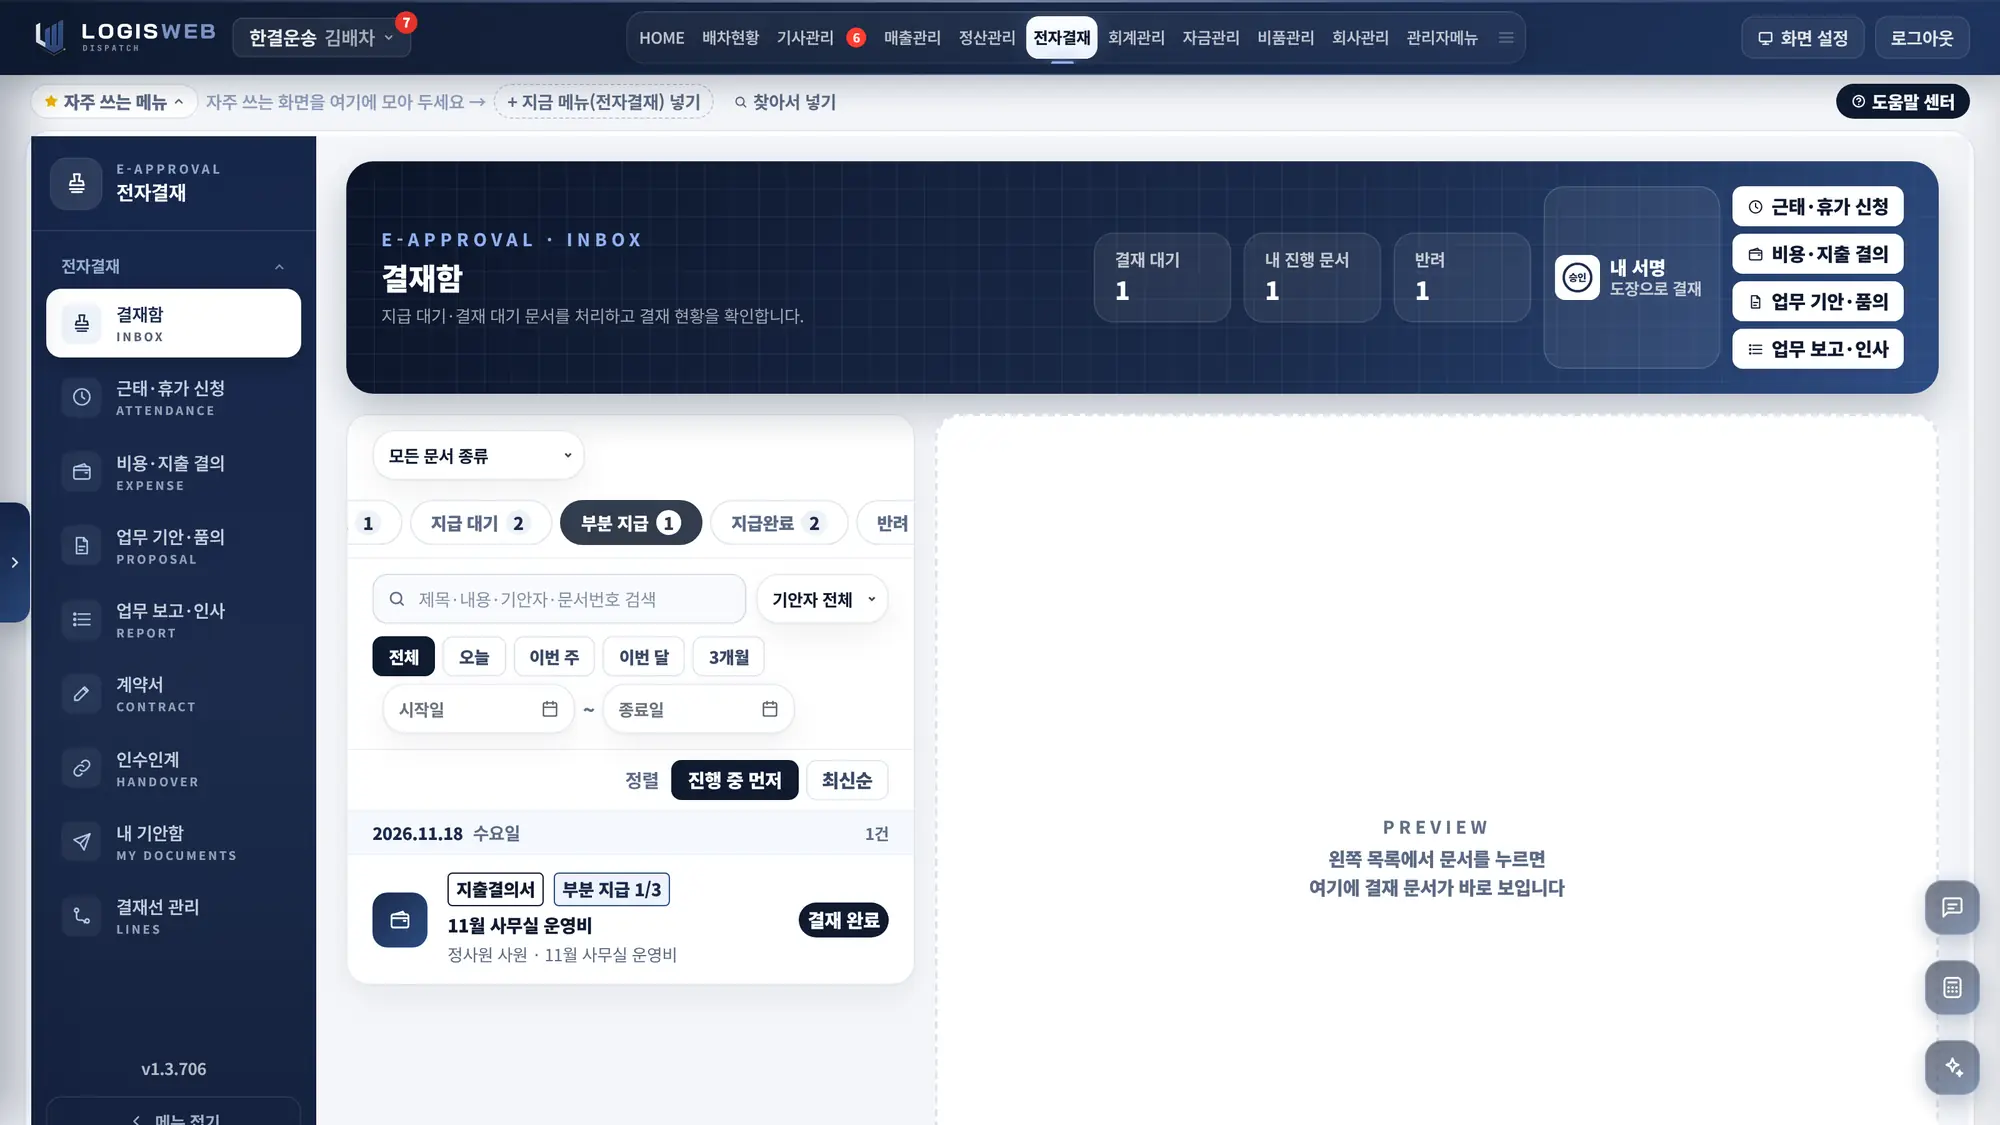 LOGISWEB
DISPATCH
한결운송 김배차
7
HOME
배차현황
기사관리
6
매출관리
정산관리
전자결재
회계관리
자금관리
비품관리
회사관리
관리자메뉴
화면 설정
로그아웃
자주 쓰는 메뉴
자주 쓰는 화면을 여기에 모아 두세요 →
+ 지금 메뉴(전자결재) 넣기
찾아서 넣기
도움말 센터
E-APPROVAL
전자결재
전자결재
결재함
INBOX
근태·휴가 신청
ATTENDANCE
비용·지출 결의
EXPENSE
업무 기안·품의
PROPOSAL
업무 보고·인사
REPORT
계약서
CONTRACT
인수인계
HANDOVER
내 기안함
MY DOCUMENTS
결재선 관리
LINES
v1.3.706
메뉴 접기
E-APPROVAL · INBOX
결재함
지급 대기·결재 대기 문서를 처리하고 결재 현황을 확인합니다.
결재 대기
1
내 진행 문서
1
반려
1
승인
내 서명
도장으로 결재
근태·휴가 신청
비용·지출 결의
업무 기안·품의
업무 보고·인사
모든 문서 종류
1
지급 대기 2
부분 지급 1
지급완료 2
반려
제목·내용·기안자·문서번호 검색
기안자 전체
전체
오늘
이번 주
이번 달
3개월
시작일
~
종료일
정렬
진행 중 먼저
최신순
2026.11.18 수요일
1건
지출결의서
부분 지급 1/3
11월 사무실 운영비
정사원 사원 · 11월 사무실 운영비
결재 완료
PREVIEW
왼쪽 목록에서 문서를 누르면
여기에 결재 문서가 바로 보입니다